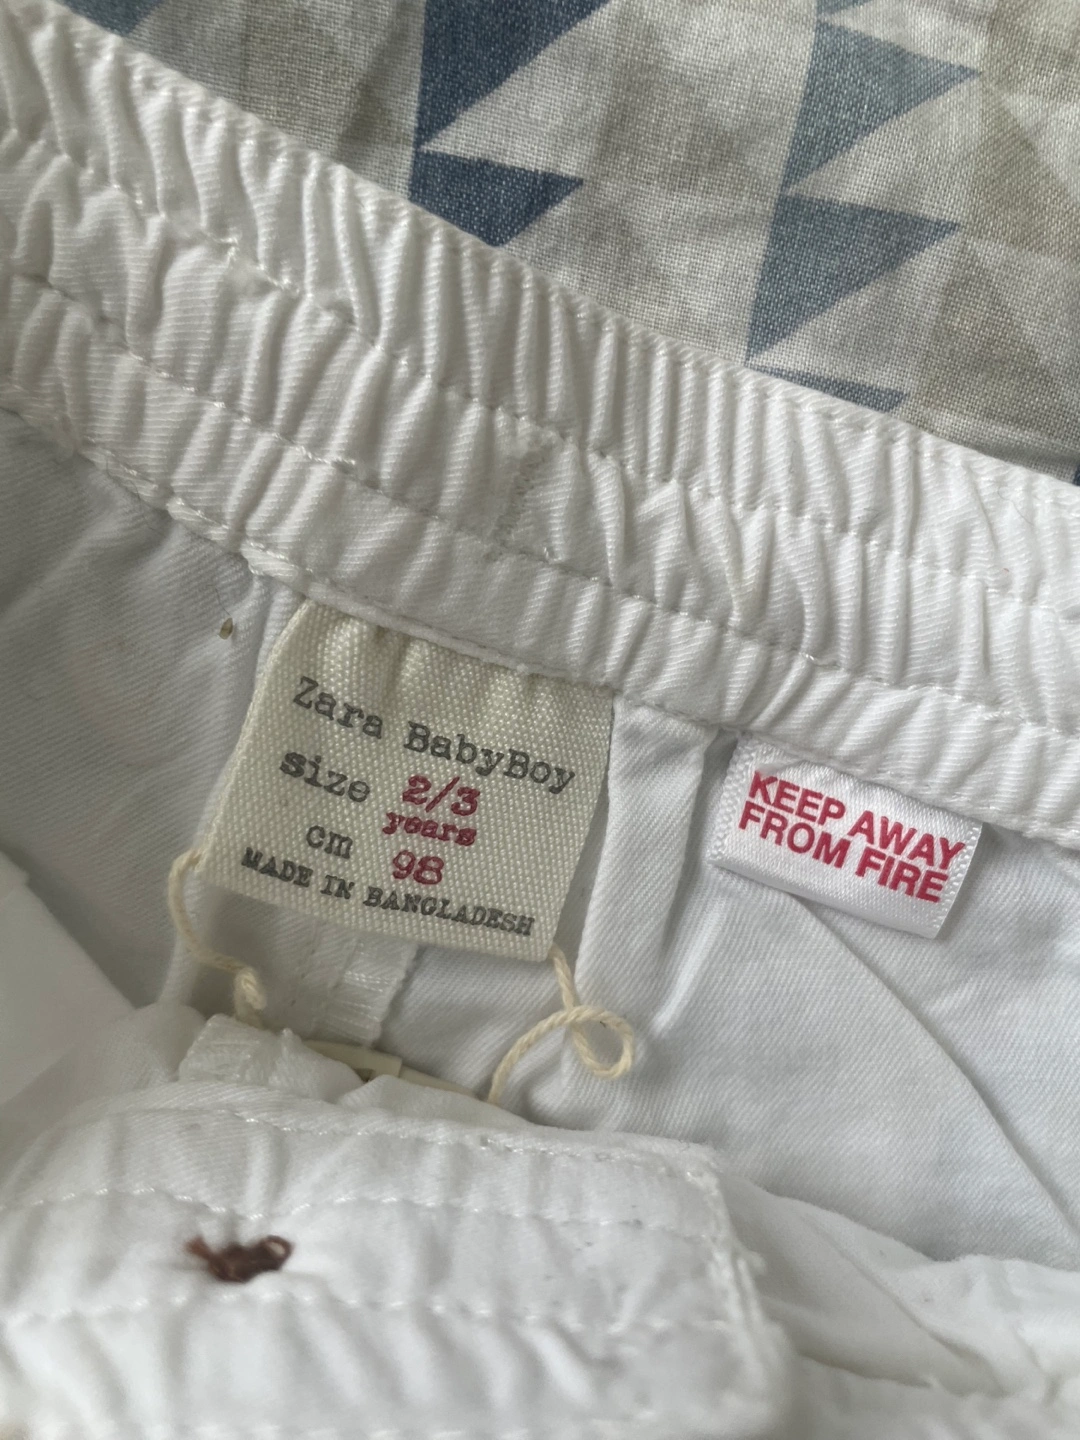 Zara BabyBoy
size 2/3
years
cm 98
MADE IN BANGLADESH
KEEP AWAY
FROM FIRE